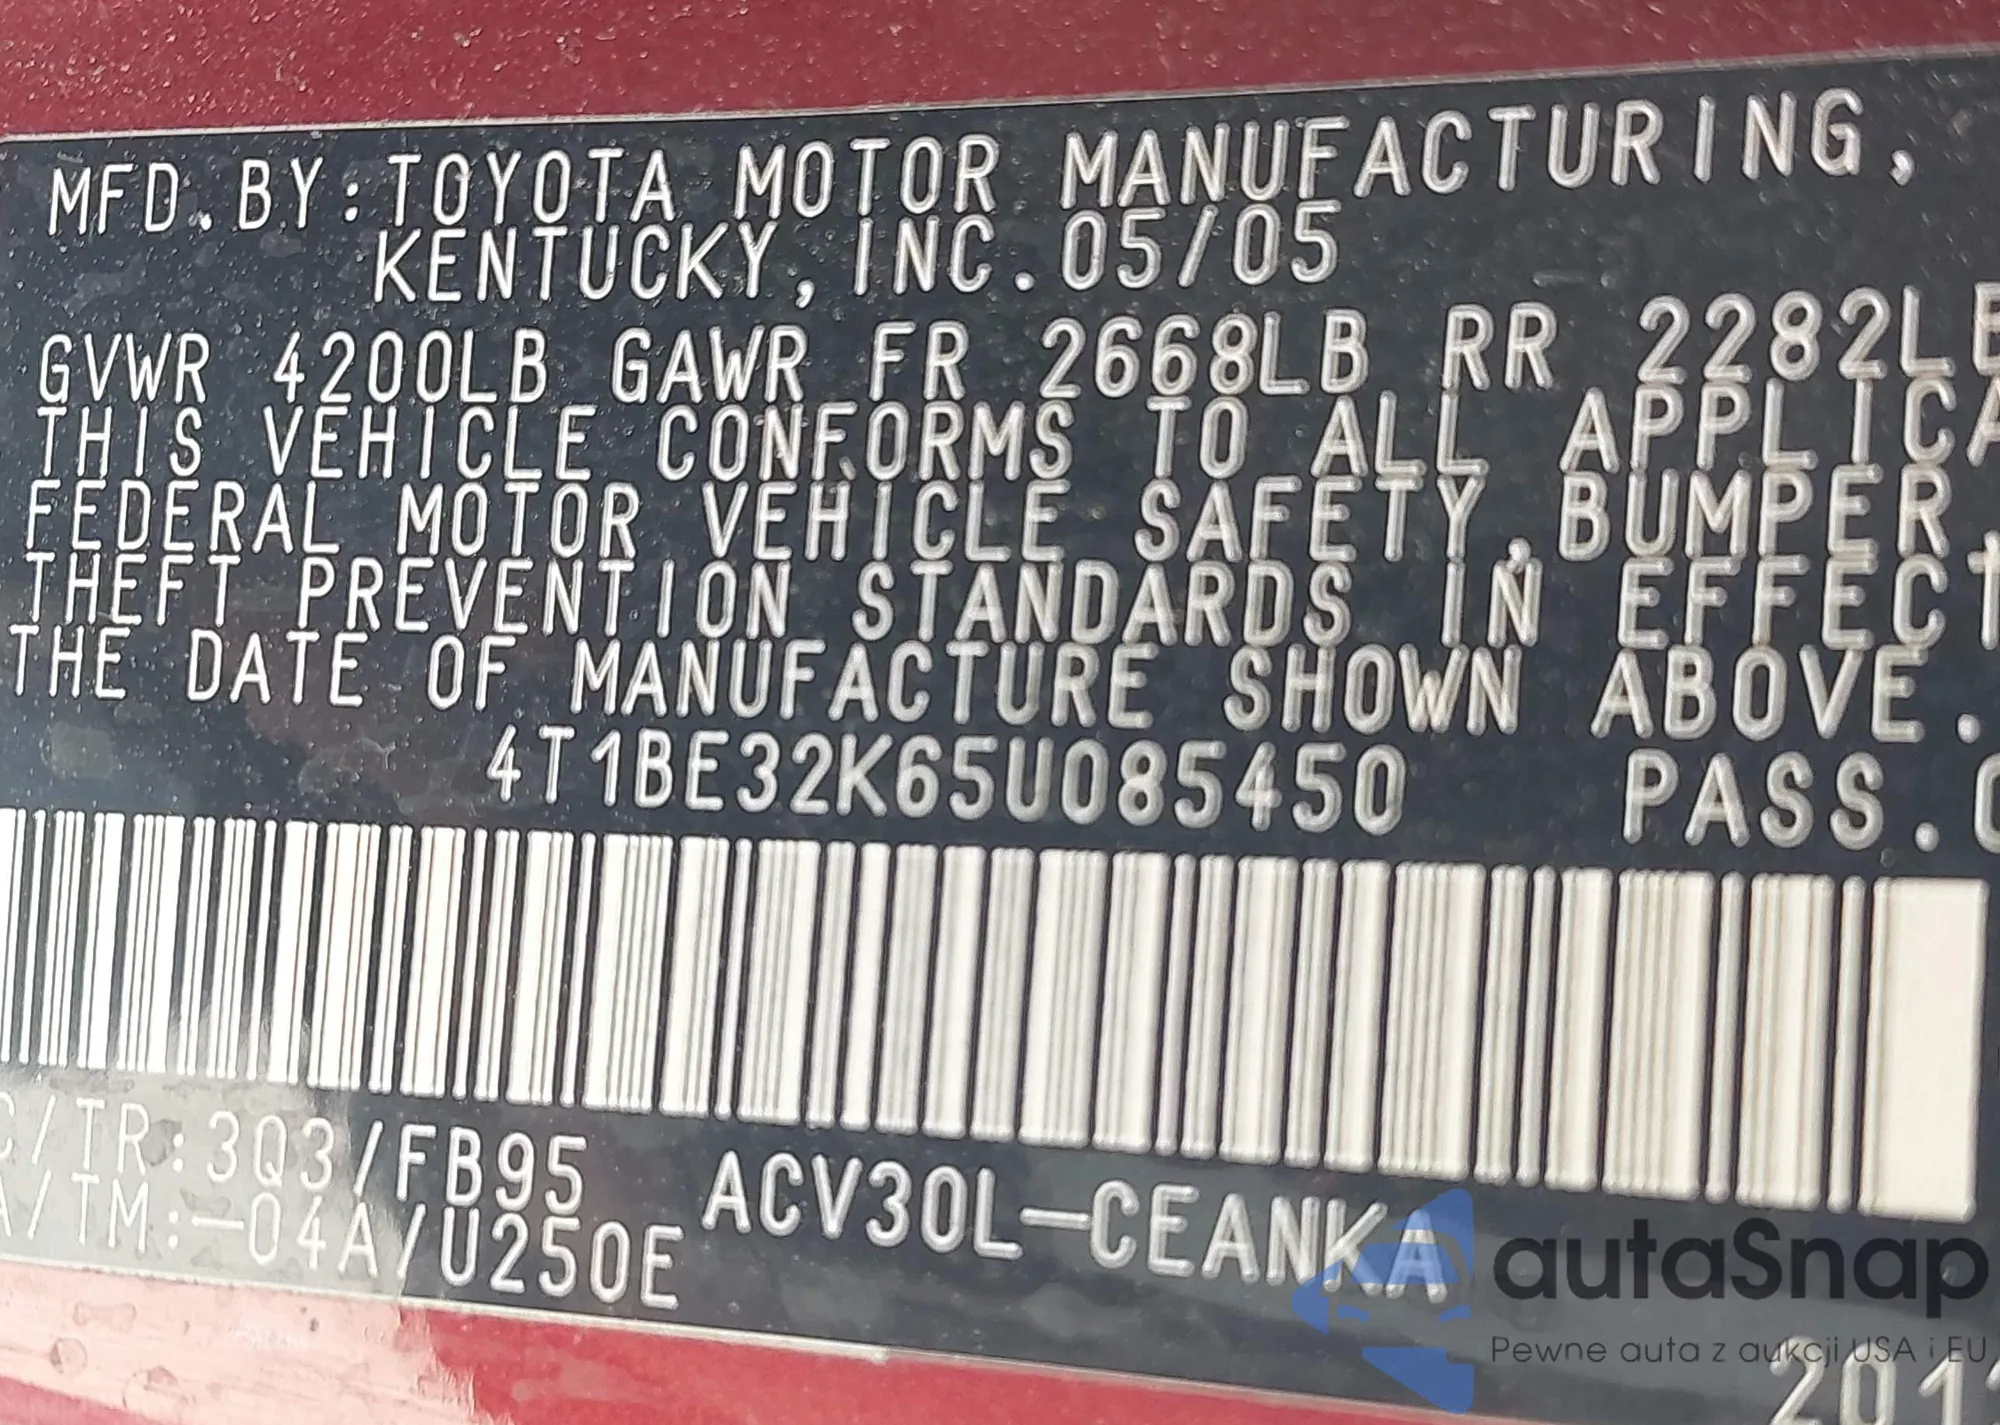 MFD.BY:TOYOTA MOTOR MANUFACTURING,
KENTUCKY, INC. 05/05
GVWR 4200LB GAWR FR 2668LB RR 2282LB
THIS VEHICLE CONFORMS TO ALL APPLICA
FEDERAL MOTOR VEHICLE SAFETY, BUMPER,
THEFT PREVENTION STANDARDS IN EFFECT
THE DATE OF MANUFACTURE SHOWN ABOVE.
4T1BE32K65U085450 PASS.C
C/TR:3Q3/FB95 ACV30L-CEANKA
A/TM:-04A/U250E
autaSnap
Pewne auta z aukcji USA i EU
201